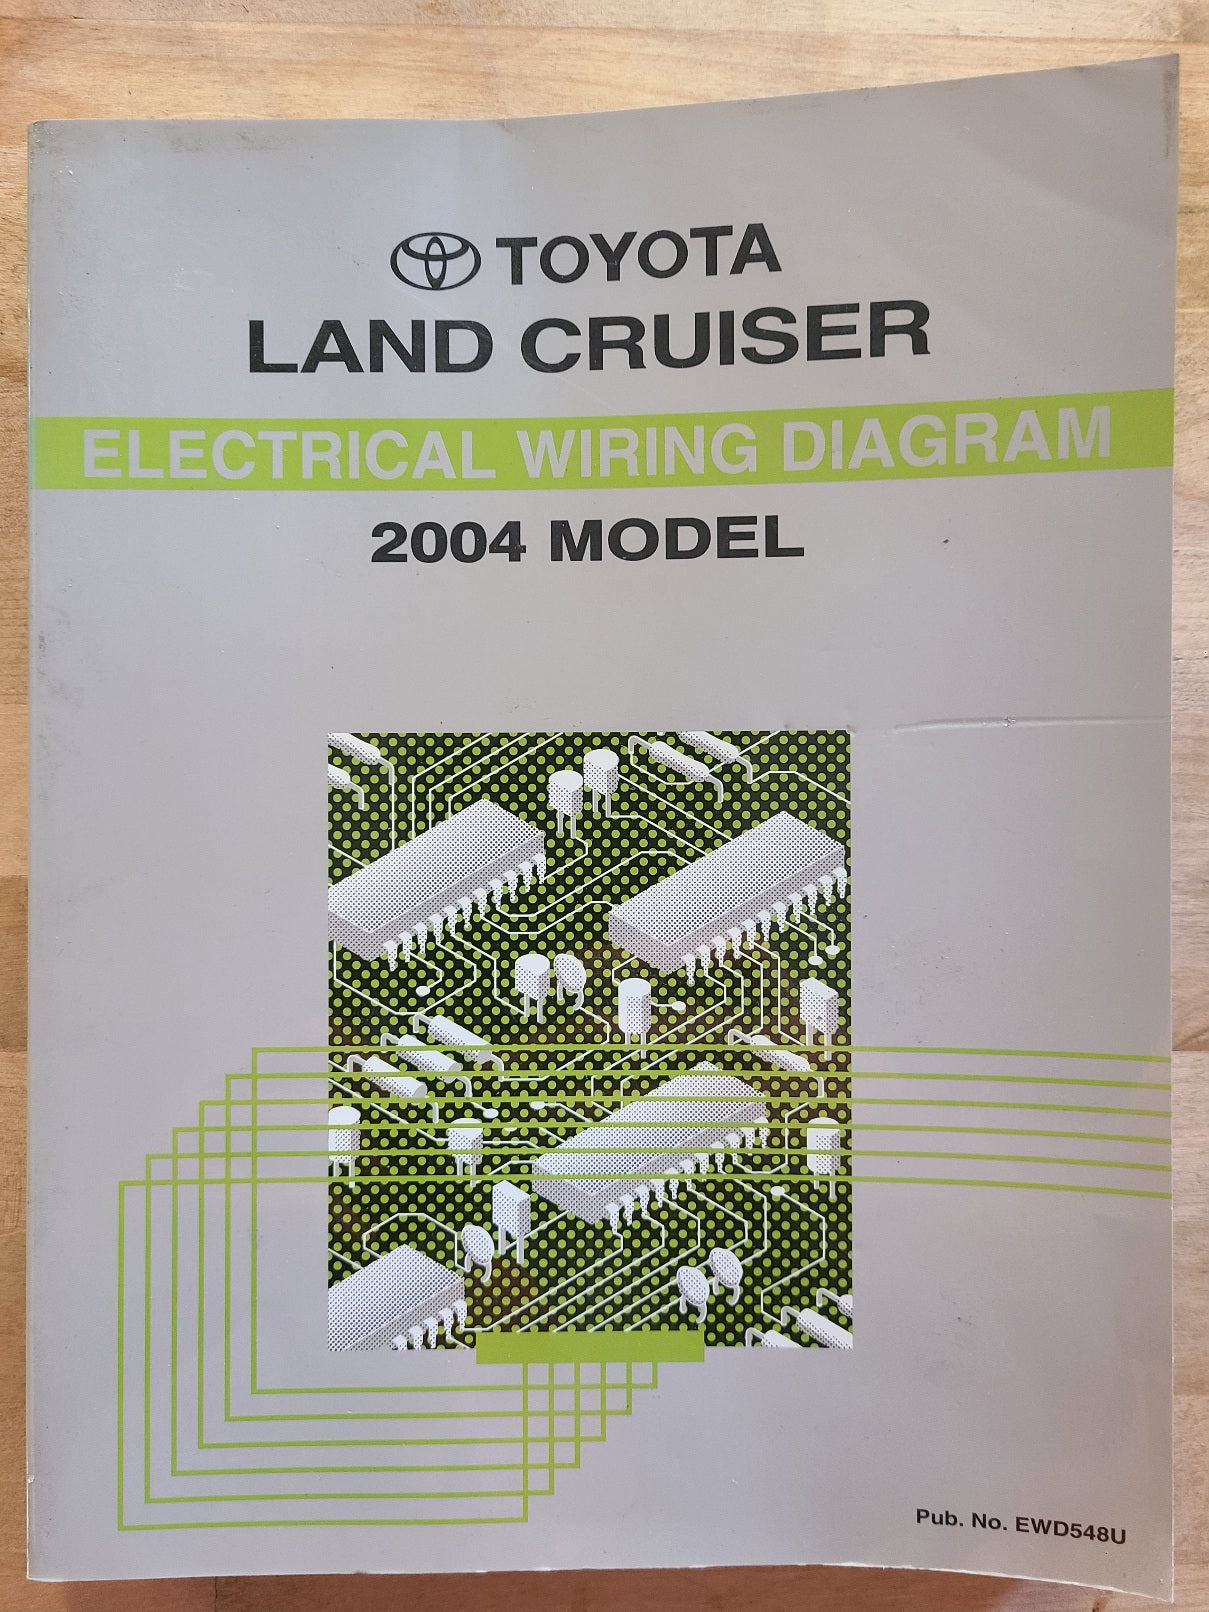 TOYOTA
LAND CRUISER
ELECTRICAL WIRING DIAGRAM
2004 MODEL
Pub. No. EWD548U